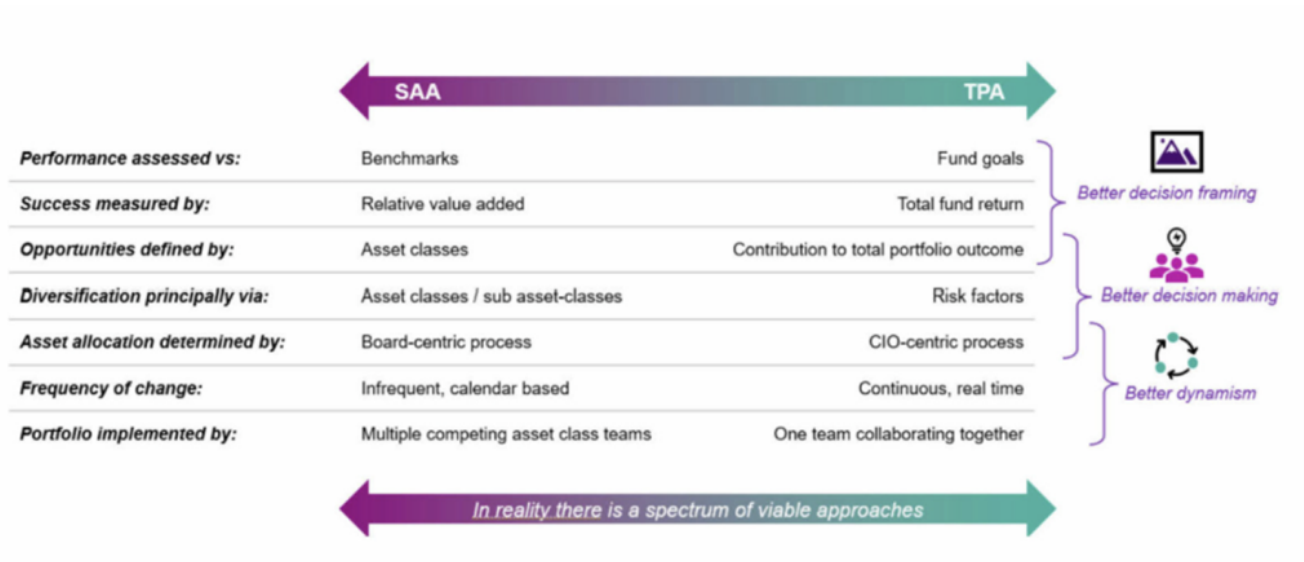 SAA TPA
Performance assessed vs: Benchmarks Fund goals
Better decision framing
Success measured by: Relative value added Total fund return
Opportunities defined by: Asset classes Contribution to total portfolio outcome
Diversification principally via: Asset classes / sub asset-classes Risk factors
Better decision making
Asset allocation determined by: Board-centric process CIO-centric process
Frequency of change: Infrequent, calendar based Continuous, real time
Better dynamism
Portfolio implemented by: Multiple competing asset class teams One team collaborating together
In reality there is a spectrum of viable approaches